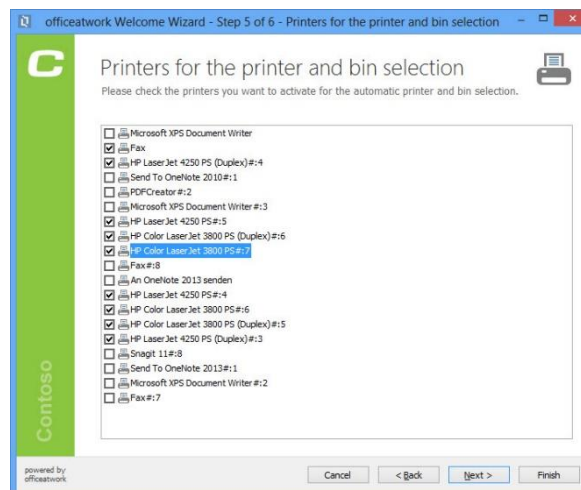 officeatwork Welcome Wizard - Step 5 of 6 - Printers for the printer and bin selection
C
Printers for the printer and bin selection
Please check the printers you want to activate for the automatic printer and bin selection.
Microsoft XPS Document Writer
Fax
HP LaserJet 4250 PS (Duplex)#:4
Send To OneNote 2010#:1
PDFCreator#:2
Microsoft XPS Document Writer#:3
HP LaserJet 4250 PS#:5
HP Color LaserJet 3800 PS (Duplex)#:6
HP Color LaserJet 3800 PS#:7
Fax#:8
An OneNote 2013 senden
HP LaserJet 4250 PS#:4
HP Color LaserJet 3800 PS#:6
HP Color LaserJet 3800 PS (Duplex)#:5
HP LaserJet 4250 PS (Duplex)#:3
Snagit 11#:8
Send To OneNote 2013#:1
Microsoft XPS Document Writer#:2
Fax#:7
Contoso
powered by
officeatwork
Cancel
< Back
Next >
Finish